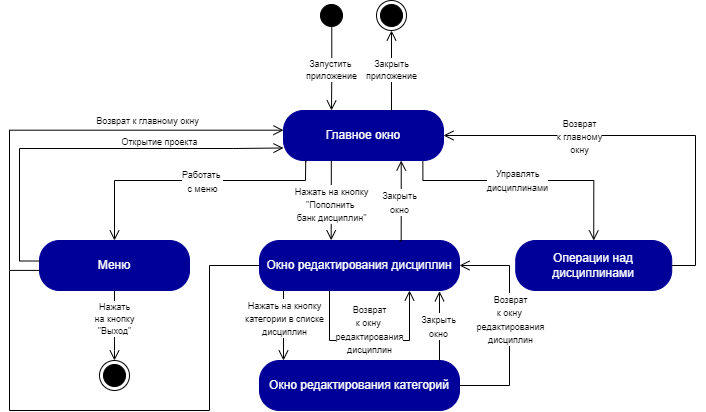 Запустить
приложение
Закрыть
приложение
Возврат к главному окну
Главное окно
Возврат
к главному
окну
Открытие проекта
Работать
с меню
Нажать на кнопку
"Пополнить
банк дисциплин"
Закрыть
окно
Управлять
дисциплинами
Меню
Окно редактирования дисциплин
Операции над
дисциплинами
Нажать
на кнопку
"Выход"
Нажать на кнопку
категории в списке
дисциплин
Возврат
к окну
редактирования
дисциплин
Закрыть
окно
Возврат
к окну
редактирования
дисциплин
Окно редактирования категорий